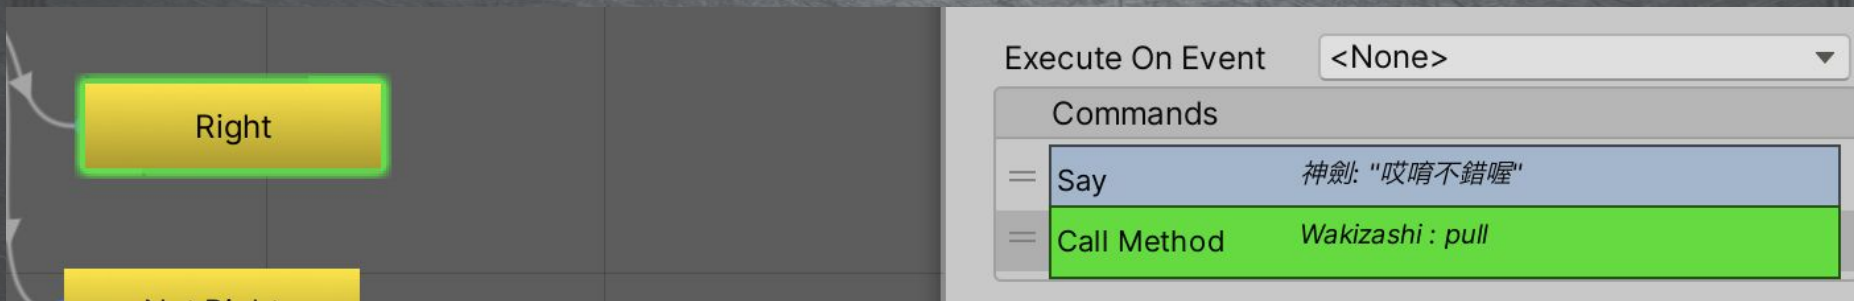 Right
Execute On Event
<None>
Commands
Say
神劍: "哎唷不錯喔"
Call Method
Wakizashi : pull